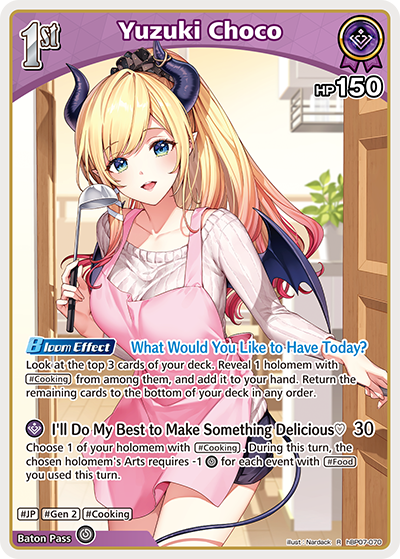 1st
Yuzuki Choco
HP 150
Bloom Effect What Would You Like to Have Today?
Look at the top 3 cards of your deck. Reveal 1 holomem with
#Cooking from among them, and add it to your hand. Return the
remaining cards to the bottom of your deck in any order.
I'll Do My Best to Make Something Delicious♡ 30
Choose 1 of your holomem with #Cooking. During this turn, the
chosen holomem's Arts requires -1 for each event with #Food
you used this turn.
#JP #Gen 2 #Cooking
Baton Pass
illust : Nardack R hBP07-070